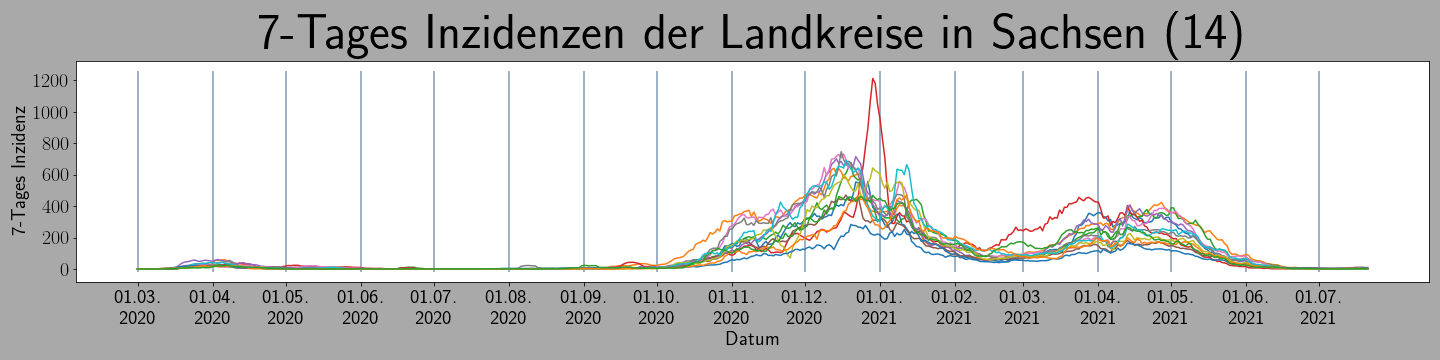 7-Tages Inzidenzen der Landkreise in Sachsen (14)
7-Tages Inzidenz
1200
1000
800
600
400
200
0
01.03. 01.04. 01.05. 01.06. 01.07. 01.08. 01.09. 01.10. 01.11. 01.12. 01.01. 01.02. 01.03. 01.04. 01.05. 01.06. 01.07.
2020 2020 2020 2020 2020 2020 2020 2020 2020 2020 2021 2021 2021 2021 2021 2021 2021
Datum